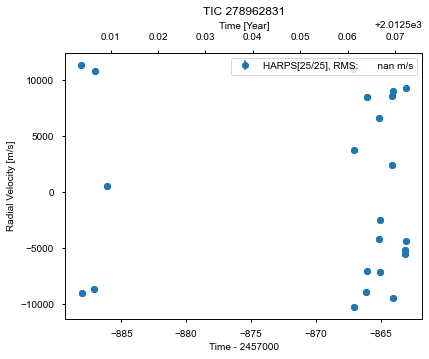 TIC 278962831
Time [Year]
+2.0125e3
0.01 0.02 0.03 0.04 0.05 0.06 0.07
HARPS[25/25], RMS: nan m/s
10000
5000
0
−5000
−10000
Radial Velocity [m/s]
−885 −880 −875 −870 −865
Time - 2457000